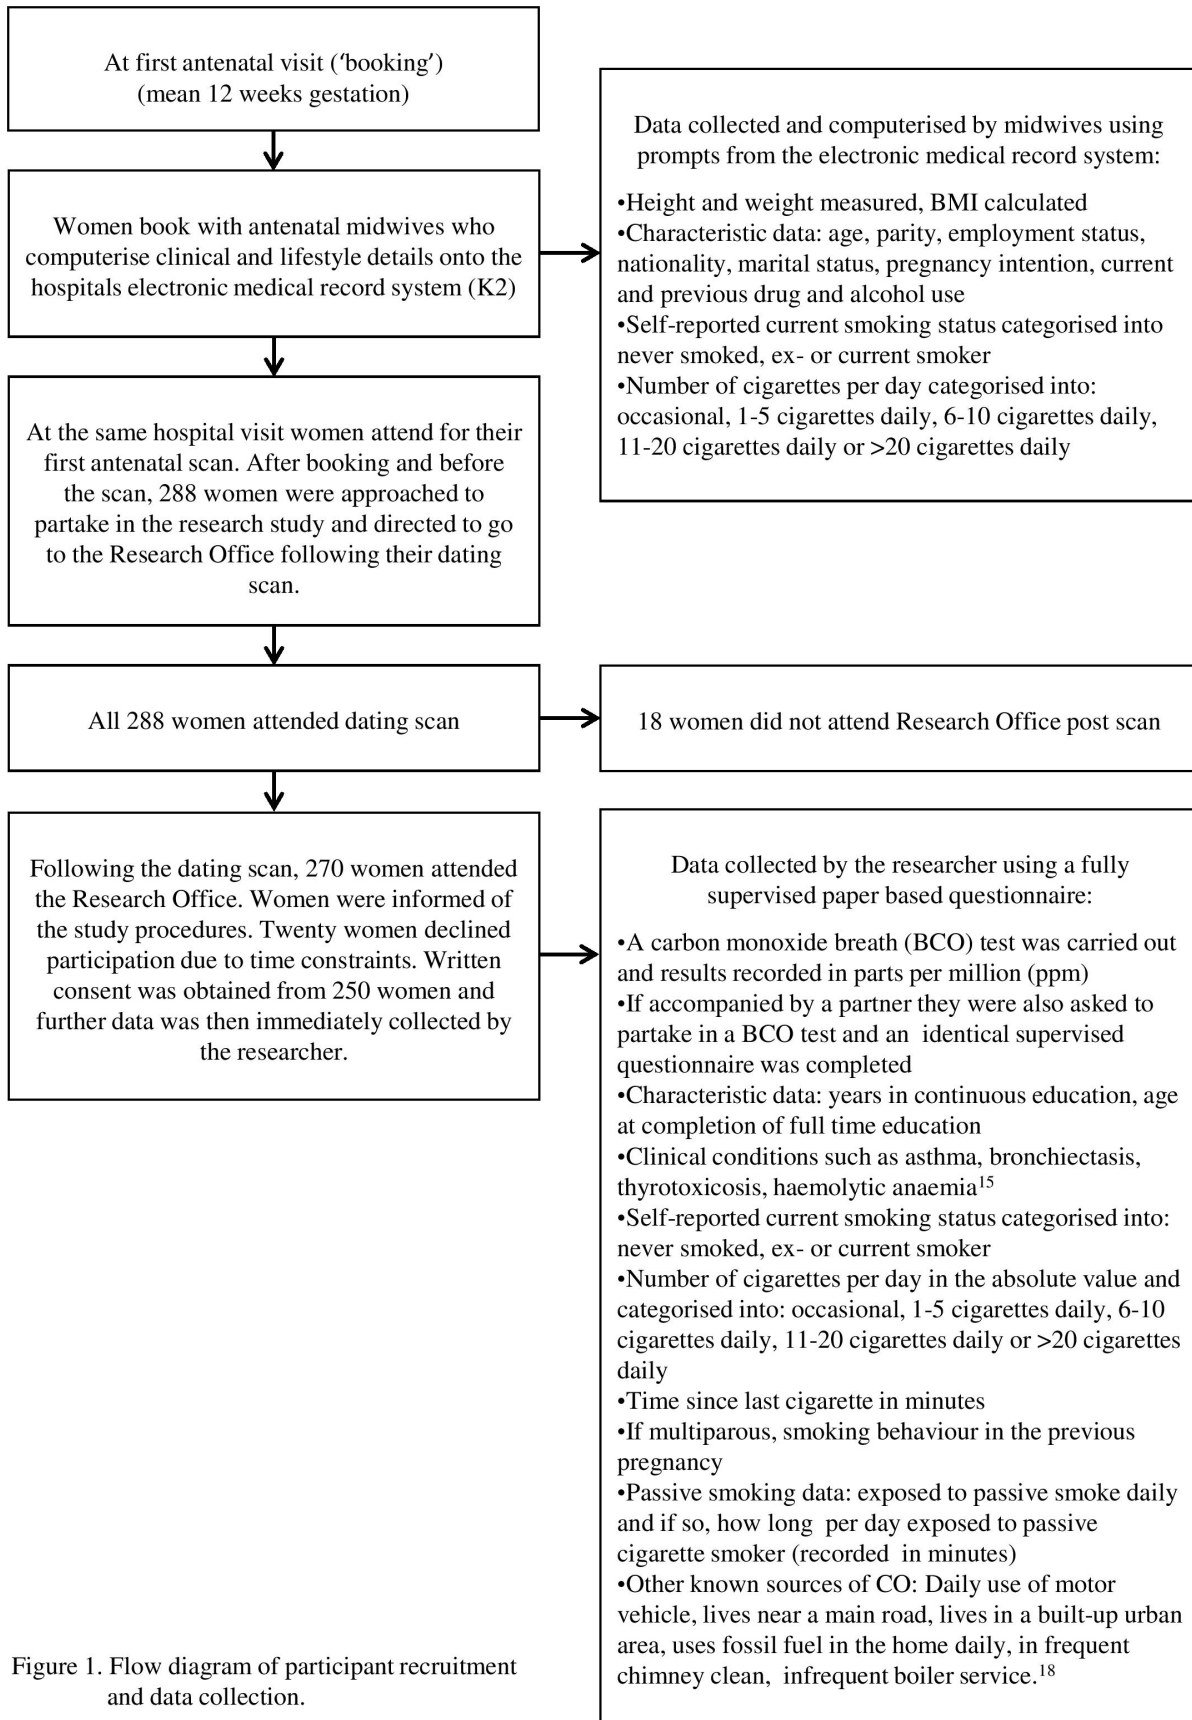 At first antenatal visit (‘booking’)
(mean 12 weeks gestation)
Women book with antenatal midwives who
computerise clinical and lifestyle details onto the
hospitals electronic medical record system (K2)
Data collected and computerised by midwives using
prompts from the electronic medical record system:
•Height and weight measured, BMI calculated
•Characteristic data: age, parity, employment status,
nationality, marital status, pregnancy intention, current
and previous drug and alcohol use
•Self-reported current smoking status categorised into
never smoked, ex- or current smoker
•Number of cigarettes per day categorised into:
occasional, 1-5 cigarettes daily, 6-10 cigarettes daily,
11-20 cigarettes daily or >20 cigarettes daily
At the same hospital visit women attend for their
first antenatal scan. After booking and before
the scan, 288 women were approached to
partake in the research study and directed to go
to the Research Office following their dating
scan.
All 288 women attended dating scan
18 women did not attend Research Office post scan
Following the dating scan, 270 women attended
the Research Office. Women were informed of
the study procedures. Twenty women declined
participation due to time constraints. Written
consent was obtained from 250 women and
further data was then immediately collected by
the researcher.
Data collected by the researcher using a fully
supervised paper based questionnaire:
•A carbon monoxide breath (BCO) test was carried out
and results recorded in parts per million (ppm)
•If accompanied by a partner they were also asked to
partake in a BCO test and an identical supervised
questionnaire was completed
•Characteristic data: years in continuous education, age
at completion of full time education
•Clinical conditions such as asthma, bronchiectasis,
thyrotoxicosis, haemolytic anaemia¹⁵
•Self-reported current smoking status categorised into:
never smoked, ex- or current smoker
•Number of cigarettes per day in the absolute value and
categorised into: occasional, 1-5 cigarettes daily, 6-10
cigarettes daily, 11-20 cigarettes daily or >20 cigarettes
daily
•Time since last cigarette in minutes
•If multiparous, smoking behaviour in the previous
pregnancy
•Passive smoking data: exposed to passive smoke daily
and if so, how long per day exposed to passive
cigarette smoker (recorded in minutes)
•Other known sources of CO: Daily use of motor
vehicle, lives near a main road, lives in a built-up urban
area, uses fossil fuel in the home daily, in frequent
chimney clean, infrequent boiler service.¹⁸
Figure 1. Flow diagram of participant recruitment
and data collection.